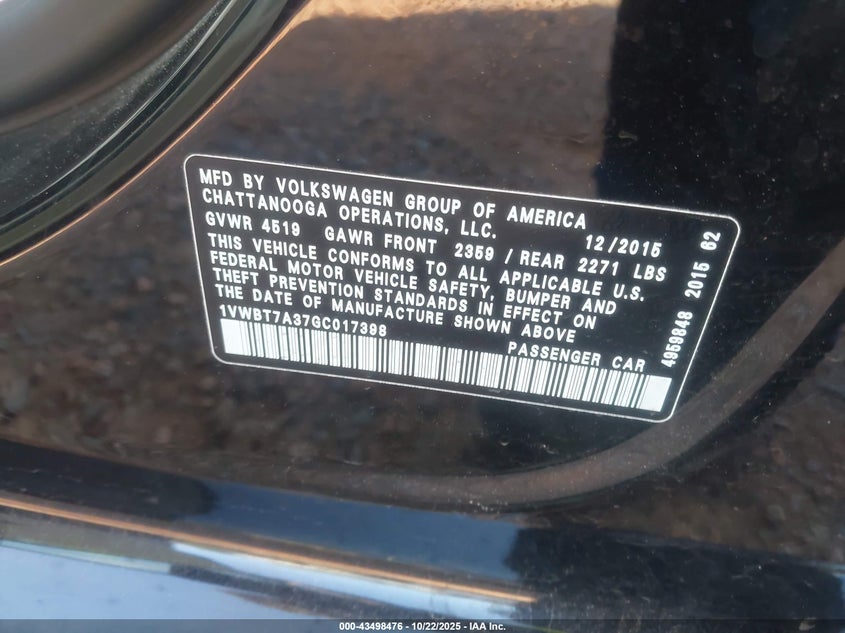 MFD BY VOLKSWAGEN GROUP OF AMERICA
CHATTANOOGA OPERATIONS, LLC. 12/2015
GVWR 4519 GAWR FRONT 2359 / REAR 2271 LBS
THIS VEHICLE CONFORMS TO ALL APPLICABLE U.S.
FEDERAL MOTOR VEHICLE SAFETY, BUMPER AND
THEFT PREVENTION STANDARDS IN EFFECT ON
THE DATE OF MANUFACTURE SHOWN ABOVE
1VWBT7A37GC017398 PASSENGER CAR
4959848 2015 62
000-43498476 - 10/22/2025 - IAA Inc.